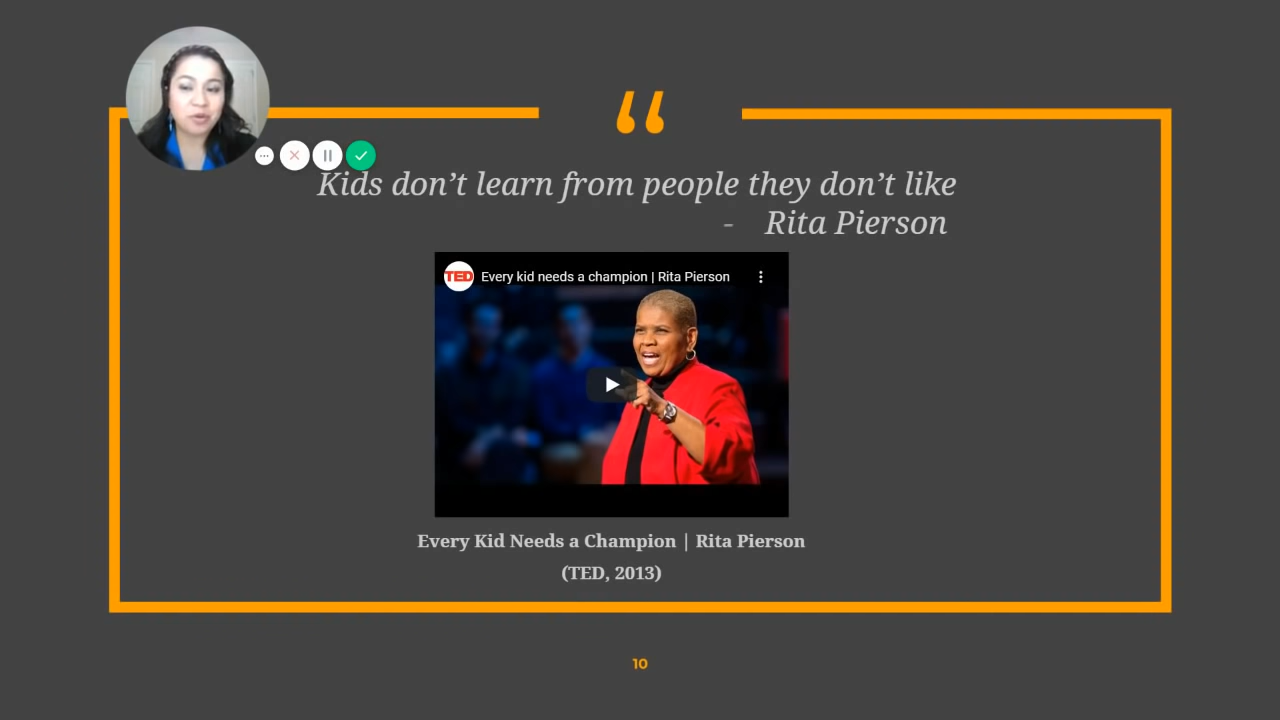 “
Kids don’t learn from people they don’t like
- Rita Pierson
TED Every kid needs a champion | Rita Pierson
Every Kid Needs a Champion | Rita Pierson
(TED, 2013)
10